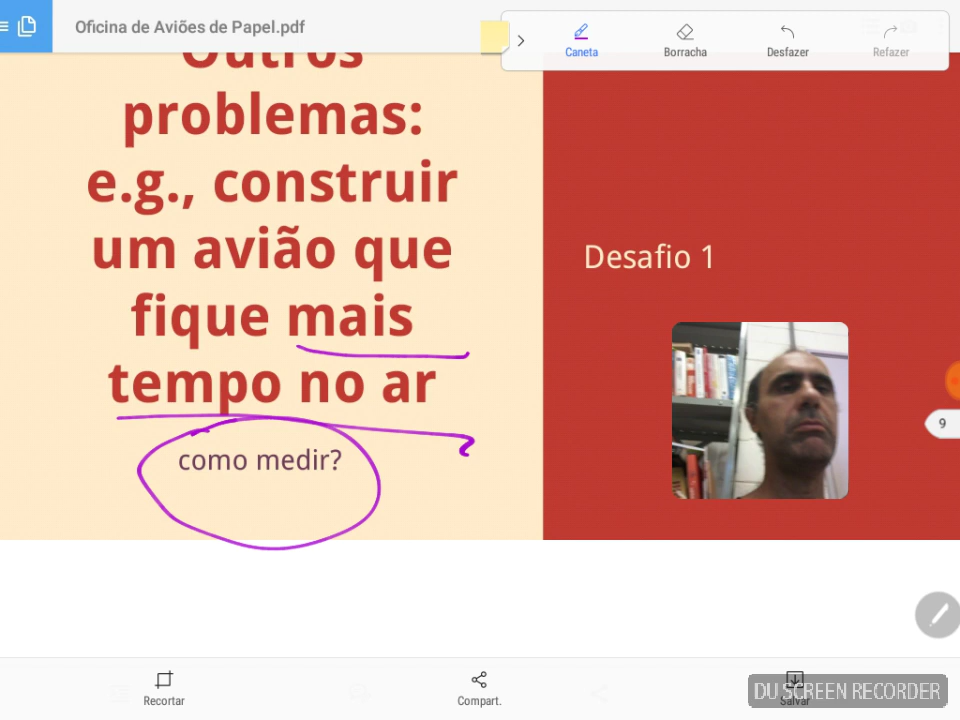 Oficina de Aviões de Papel.pdf
Caneta
Borracha
Desfazer
Refazer
Outros
problemas:
e.g., construir
um avião que
fique mais
tempo no ar
como medir?
Desafio 1
9
Recortar
Compart.
Salvar
DU SCREEN RECORDER